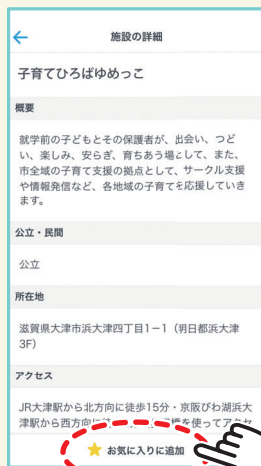 施設の詳細
子育てひろばゆめっこ
概要
就学前の子どもとその保護者が、出会い、つど
い、楽しみ、安らぎ、育ちあう場として、また、
市全域の子育て支援の拠点として、サークル支援
や情報発信など、各地域の子育てを応援していき
ます。
公立・民間
公立
所在地
滋賀県大津市浜大津四丁目1−1（明日都浜大津
3F）
アクセス
JR大津駅から北方向に徒歩15分・京阪びわ湖浜大
津駅から西方向に
を使ってアクセ
お気に入りに追加